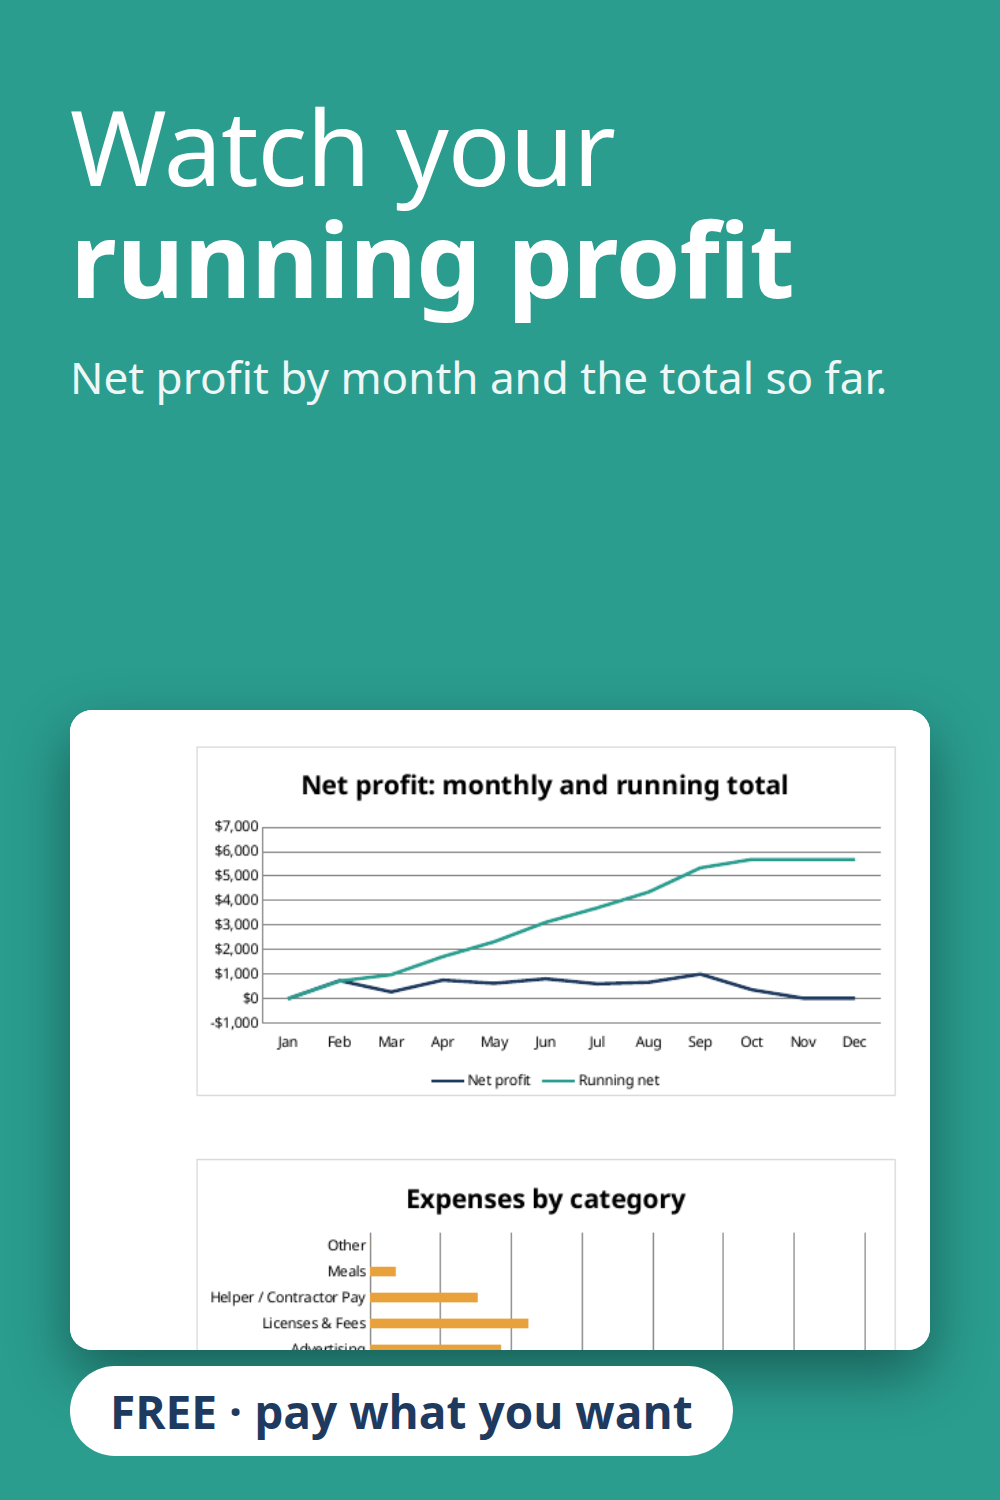 Watch your
running profit
Net profit by month and the total so far.
Net profit: monthly and running total
$7,000
$6,000
$5,000
$4,000
$3,000
$2,000
$1,000
$0
-$1,000
Jan Feb Mar Apr May Jun Jul Aug Sep Oct Nov Dec
Net profit Running net
Expenses by category
Other
Meals
Helper / Contractor Pay
Licenses & Fees
Advertising
FREE · pay what you want